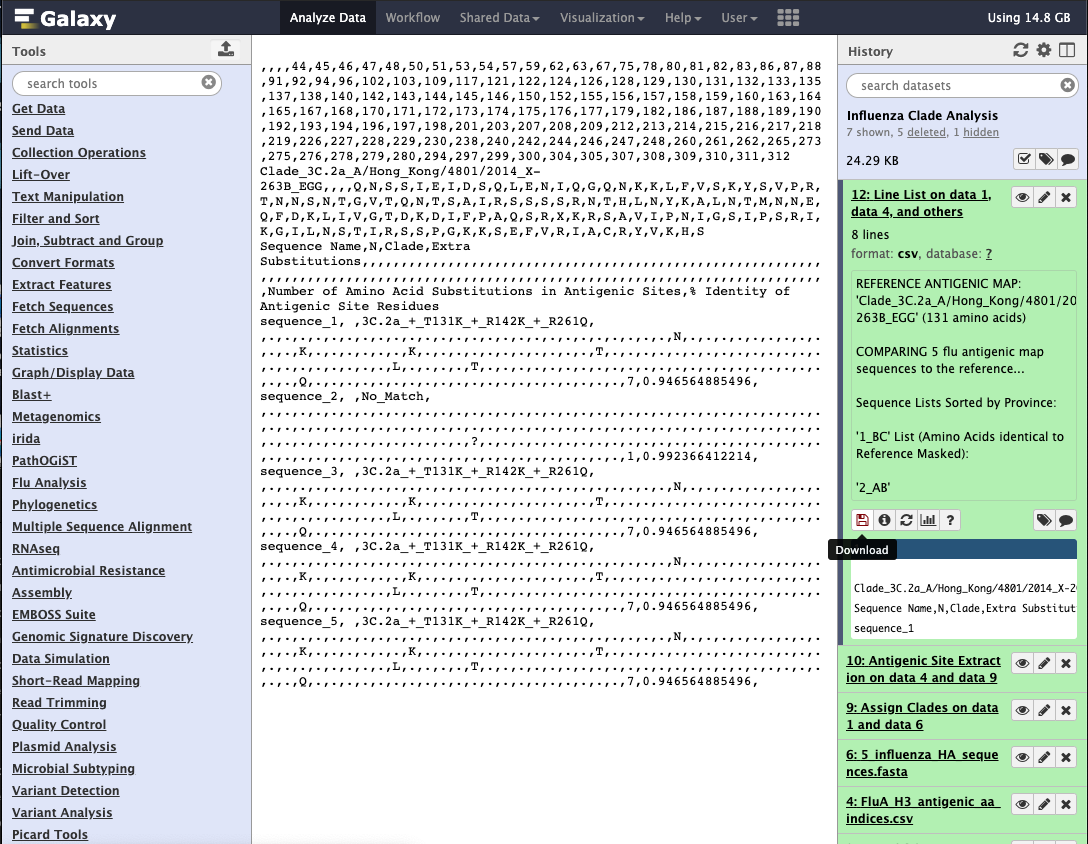 Galaxy
Analyze Data
Workflow
Shared Data
Visualization
Help
User
Using 14.8 GB
Tools
search tools
Get Data
Send Data
Collection Operations
Lift-Over
Text Manipulation
Filter and Sort
Join, Subtract and Group
Convert Formats
Extract Features
Fetch Sequences
Fetch Alignments
Statistics
Graph/Display Data
Blast+
Metagenomics
irida
PathOGiST
Flu Analysis
Phylogenetics
Multiple Sequence Alignment
RNAseq
Antimicrobial Resistance
Assembly
EMBOSS Suite
Genomic Signature Discovery
Data Simulation
Short-Read Mapping
Read Trimming
Quality Control
Plasmid Analysis
Microbial Subtyping
Variant Detection
Variant Analysis
Picard Tools
,,,,44,45,46,47,48,50,51,53,54,57,59,62,63,67,75,78,80,81,82,83,86,87,88
,91,92,94,96,102,103,109,117,121,122,124,126,128,129,130,131,132,133,135
,137,138,140,142,143,144,145,146,150,152,155,156,157,158,159,160,163,164
,165,167,168,170,171,172,173,174,175,176,177,179,182,186,187,188,189,190
,192,193,194,196,197,198,201,203,207,208,209,212,213,214,215,216,217,218
,219,226,227,228,229,230,238,240,242,244,246,247,248,260,261,262,265,273
,275,276,278,279,280,294,297,299,300,304,305,307,308,309,310,311,312
Clade_3C.2a_A/Hong_Kong/4801/2014_X-
263B_EGG,,,,Q,N,S,S,I,E,I,D,S,Q,L,E,N,I,Q,G,Q,N,K,K,L,F,V,S,K,Y,S,V,P,R,
T,N,N,S,N,T,G,V,T,Q,N,T,S,A,I,R,S,S,S,S,R,N,T,H,L,N,Y,K,A,L,N,T,M,N,N,E,
Q,F,D,K,L,I,V,G,T,D,K,D,I,F,P,A,Q,S,R,X,K,R,S,A,V,I,P,N,I,G,S,I,P,S,R,I,
K,G,I,L,N,S,T,I,R,S,S,P,G,K,K,S,E,F,V,R,I,A,C,R,Y,V,K,H,S
Sequence Name,N,Clade,Extra
Substitutions,,,,,,,,,,,,,,,,,,,,,,,,,,,,,,,,,,,,,,,,,,,,,,,,,,,,,,,,,,,
,,,,,,,,,,,,,,,,,,,,,,,,,,,,,,,,,,,,,,,,,,,,,,,,,,,,,,,,,,,,,,,,,,,,,,,,
,Number of Amino Acid Substitutions in Antigenic Sites,% Identity of
Antigenic Site Residues
sequence_1, ,3C.2a_+_T131K_+_R142K_+_R261Q,
,.,.,.,.,.,.,.,.,.,.,.,.,.,.,.,.,.,.,.,.,.,.,.,.,.,.,.,N,.,.,.,.,.,.,.,.
,.,.,K,.,.,.,.,.,.,K,.,.,.,.,.,.,.,.,.,.,.,.,.,.,T,.,.,.,.,.,.,.,.,.,.,.
,.,.,.,.,.,.,L,.,.,.,.,.,.,T,.,.,.,.,.,.,.,.,.,.,.,.,.,.,.,.,.,.,.,.,.,.
,.,.,Q,.,.,.,.,.,.,.,.,.,.,.,.,.,.,.,.,.,.,.,.,.,.,.,7,0.946564885496,
sequence_2, ,No_Match,
,.,.,.,.,.,.,.,.,.,.,.,.,.,.,.,.,.,.,.,.,.,.,.,.,.,.,.,.,.,.,.,.,.,.,.,.
,.,.,.,.,.,.,.,.,.,.,.,.,.,.,.,.,.,.,.,.,.,.,.,.,.,.,.,.,.,.,.,.,.,.,.,.
,.,.,.,.,.,.,.,.,.,.,.,.,.,?,.,.,.,.,.,.,.,.,.,.,.,.,.,.,.,.,.,.,.,.,.,.
,.,.,.,.,.,.,.,.,.,.,.,.,.,.,.,.,.,.,.,.,.,.,.,.,.,.,1,0.992366412214,
sequence_3, ,3C.2a_+_T131K_+_R142K_+_R261Q,
,.,.,.,.,.,.,.,.,.,.,.,.,.,.,.,.,.,.,.,.,.,.,.,.,.,.,.,N,.,.,.,.,.,.,.,.
,.,.,K,.,.,.,.,.,.,K,.,.,.,.,.,.,.,.,.,.,.,.,.,.,T,.,.,.,.,.,.,.,.,.,.,.
,.,.,.,.,.,.,L,.,.,.,.,.,.,T,.,.,.,.,.,.,.,.,.,.,.,.,.,.,.,.,.,.,.,.,.,.
,.,.,Q,.,.,.,.,.,.,.,.,.,.,.,.,.,.,.,.,.,.,.,.,.,.,.,7,0.946564885496,
sequence_4, ,3C.2a_+_T131K_+_R142K_+_R261Q,
,.,.,.,.,.,.,.,.,.,.,.,.,.,.,.,.,.,.,.,.,.,.,.,.,.,.,.,N,.,.,.,.,.,.,.,.
,.,.,K,.,.,.,.,.,.,K,.,.,.,.,.,.,.,.,.,.,.,.,.,.,T,.,.,.,.,.,.,.,.,.,.,.
,.,.,.,.,.,.,L,.,.,.,.,.,.,T,.,.,.,.,.,.,.,.,.,.,.,.,.,.,.,.,.,.,.,.,.,.
,.,.,Q,.,.,.,.,.,.,.,.,.,.,.,.,.,.,.,.,.,.,.,.,.,.,.,7,0.946564885496,
sequence_5, ,3C.2a_+_T131K_+_R142K_+_R261Q,
,.,.,.,.,.,.,.,.,.,.,.,.,.,.,.,.,.,.,.,.,.,.,.,.,.,.,.,N,.,.,.,.,.,.,.,.
,.,.,K,.,.,.,.,.,.,K,.,.,.,.,.,.,.,.,.,.,.,.,.,.,T,.,.,.,.,.,.,.,.,.,.,.
,.,.,.,.,.,.,L,.,.,.,.,.,.,T,.,.,.,.,.,.,.,.,.,.,.,.,.,.,.,.,.,.,.,.,.,.
,.,.,Q,.,.,.,.,.,.,.,.,.,.,.,.,.,.,.,.,.,.,.,.,.,.,.,7,0.946564885496,
History
search datasets
Influenza Clade Analysis
7 shown, 5 deleted, 1 hidden
24.29 KB
12: Line List on data 1,
data 4, and others
8 lines
format: csv, database: ?
REFERENCE ANTIGENIC MAP:
'Clade_3C.2a_A/Hong_Kong/4801/20
263B_EGG' (131 amino acids)
COMPARING 5 flu antigenic map
sequences to the reference...
Sequence Lists Sorted by Province:
'1_BC' List (Amino Acids identical to
Reference Masked):
'2_AB'
?
Download
Clade_3C.2a_A/Hong_Kong/4801/2014_X-2
Sequence Name,N,Clade,Extra Substitut
sequence_1
10: Antigenic Site Extract
ion on data 4 and data 9
9: Assign Clades on data
1 and data 6
6: 5_influenza_HA_seque
nces.fasta
4: FluA_H3_antigenic_aa_
indices.csv